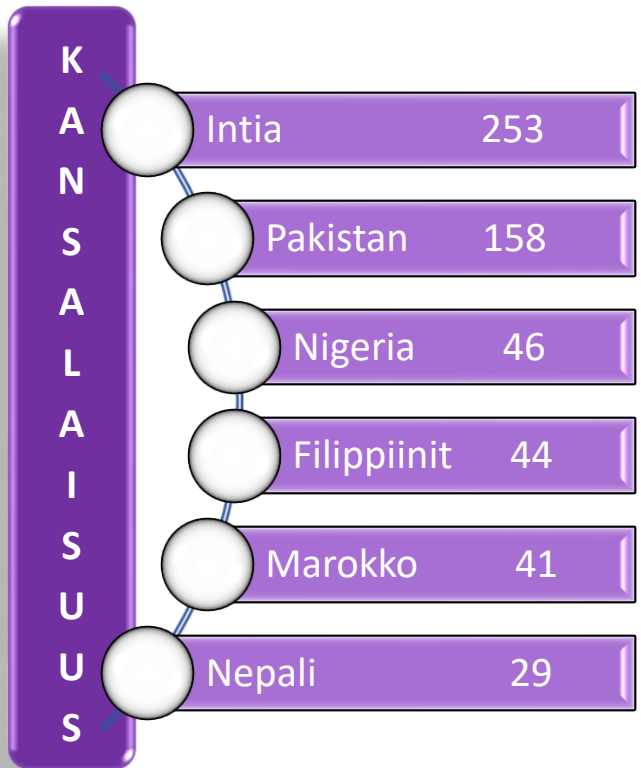 KANSALAISUUS
Intia 253
Pakistan 158
Nigeria 46
Filippiinit 44
Marokko 41
Nepali 29